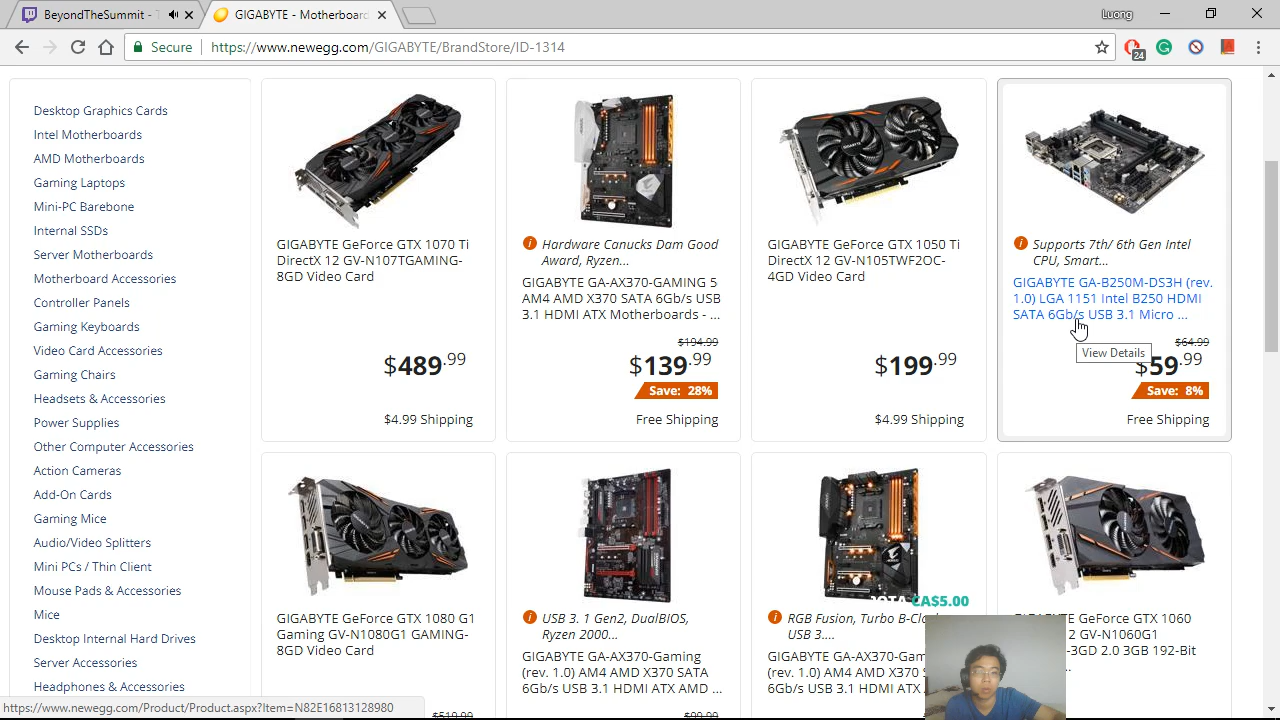 BeyondTheSummit - T
GIGABYTE - Motherboard
Luong
Secure
https://www.newegg.com/GIGABYTE/BrandStore/ID-1314
24
Desktop Graphics Cards
Intel Motherboards
AMD Motherboards
Gaming Laptops
Mini-PC Barebone
Internal SSDs
Server Motherboards
Motherboard Accessories
Controller Panels
Gaming Keyboards
Video Card Accessories
Gaming Chairs
Headsets & Accessories
Power Supplies
Other Computer Accessories
Action Cameras
Add-On Cards
Gaming Mice
Audio/Video Splitters
Mini PCs / Thin Client
Mouse Pads & Accessories
Mice
Desktop Internal Hard Drives
Server Accessories
Headphones & Accessories
GIGABYTE GeForce GTX 1070 Ti
DirectX 12 GV-N107TGAMING-
8GD Video Card
$489.99
$4.99 Shipping
Hardware Canucks Dam Good
Award, Ryzen...
GIGABYTE GA-AX370-GAMING 5
AM4 AMD X370 SATA 6Gb/s USB
3.1 HDMI ATX Motherboards - ...
$194.99
$139.99
Save: 28%
Free Shipping
GIGABYTE GeForce GTX 1050 Ti
DirectX 12 GV-N105TWF2OC-
4GD Video Card
$199.99
$4.99 Shipping
Supports 7th/ 6th Gen Intel
CPU, Smart...
GIGABYTE GA-B250M-DS3H (rev.
1.0) LGA 1151 Intel B250 HDMI
SATA 6Gb/s USB 3.1 Micro ...
$64.99
View Details
$59.99
Save: 8%
Free Shipping
GIGABYTE GeForce GTX 1080 G1
Gaming GV-N1080G1 GAMING-
8GD Video Card
$519.99
USB 3. 1 Gen2, DualBIOS,
Ryzen 2000...
GIGABYTE GA-AX370-Gaming
(rev. 1.0) AM4 AMD X370 SATA
6Gb/s USB 3.1 HDMI ATX AMD ...
$99.99
CA$5.00
RGB Fusion, Turbo B-Clo
USB 3....
GIGABYTE GA-AX370-Gam
(rev. 1.0) AM4 AMD X370
6Gb/s USB 3.1 HDMI ATX
GeForce GTX 1060
2 GV-N1060G1
-3GD 2.0 3GB 192-Bit
https://www.newegg.com/Product/Product.aspx?Item=N82E16813128980